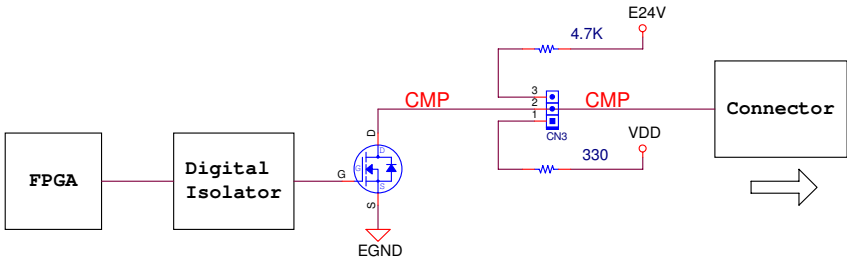 E24V
4.7K
3
CMP
2
CMP
1
CN3
Connector
VDD
330
D
D
FPGA
Digital
Isolator
G
G
S
S
EGND